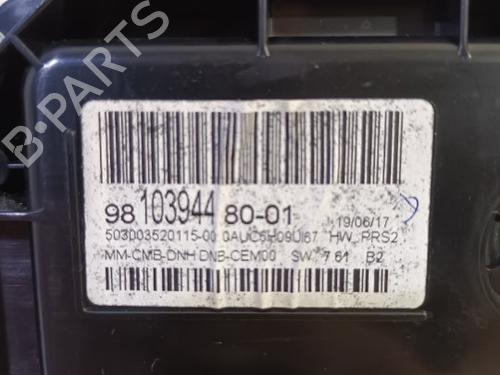 98 103944 80-01
19/06/17
503003520115-00 0AUC6H09U67 HW PRS2
MM-CMB-DNH DNB-CEM00 SW 7.61 B2
B-PARTS